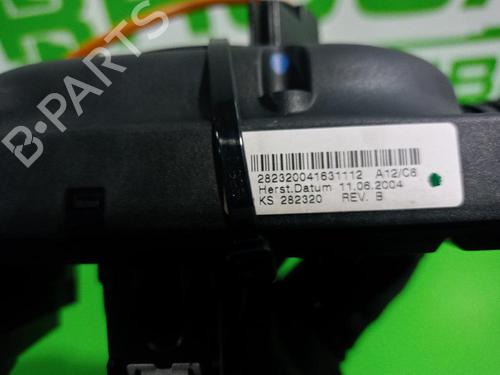 B-PARTS
282320041631112 A12/C6
Herst.Datum 11.06.2004
KS 282320 REV. B